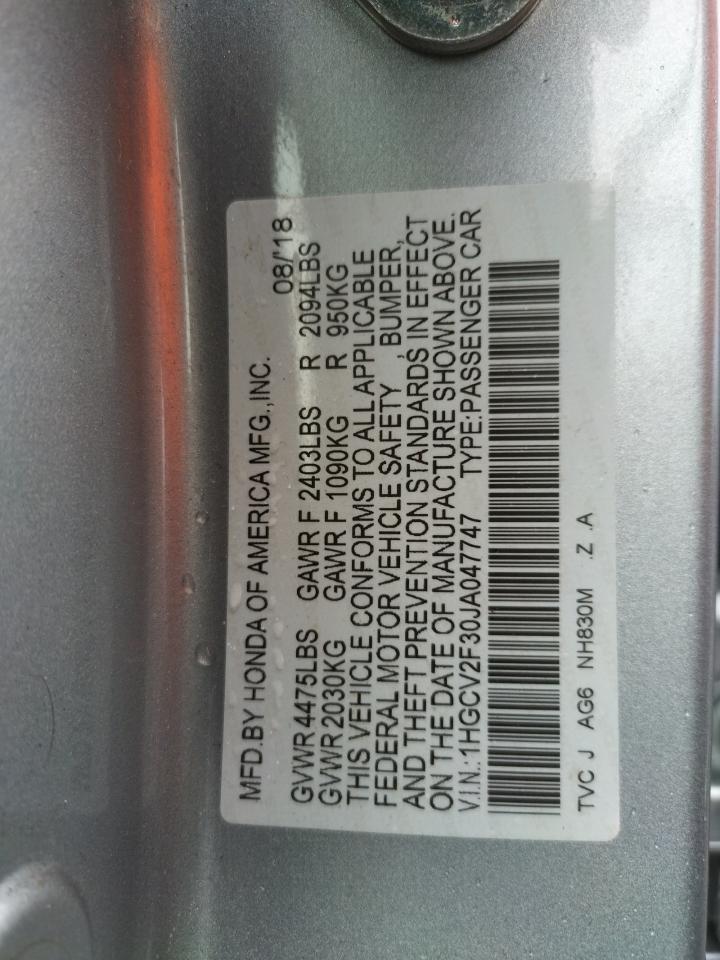 MFD.BY HONDA OF AMERICA MFG.,INC. 08/'18
GVWR 4475LBS GAWR F 2403LBS R 2094LBS
GVWR 2030KG GAWR F 1090KG R 950KG
THIS VEHICLE CONFORMS TO ALL APPLICABLE
FEDERAL MOTOR VEHICLE SAFETY , BUMPER,
AND THEFT PREVENTION STANDARDS IN EFFECT
ON THE DATE OF MANUFACTURE SHOWN ABOVE.
V.I.N.:1HGCV2F30JA047747 TYPE:PASSENGER CAR
TVC J AG6 NH830M .Z .A